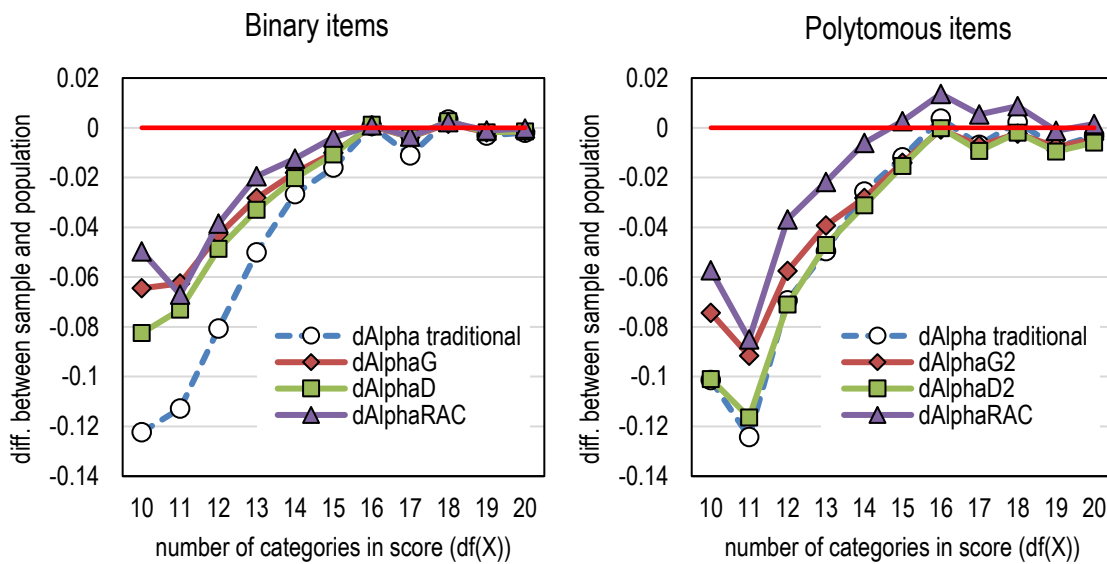 Binary items
diff. between sample and population
0.02
0
-0.02
-0.04
-0.06
-0.08
-0.1
-0.12
-0.14
dAlpha traditional
dAlphaG
dAlphaD
dAlphaRAC
10 11 12 13 14 15 16 17 18 19 20
number of categories in score (df(X))
Polytomous items
diff. between sample and population
0.02
0
-0.02
-0.04
-0.06
-0.08
-0.1
-0.12
-0.14
dAlpha traditional
dAlphaG2
dAlphaD2
dAlphaRAC
10 11 12 13 14 15 16 17 18 19 20
number of categories in score (df(X))